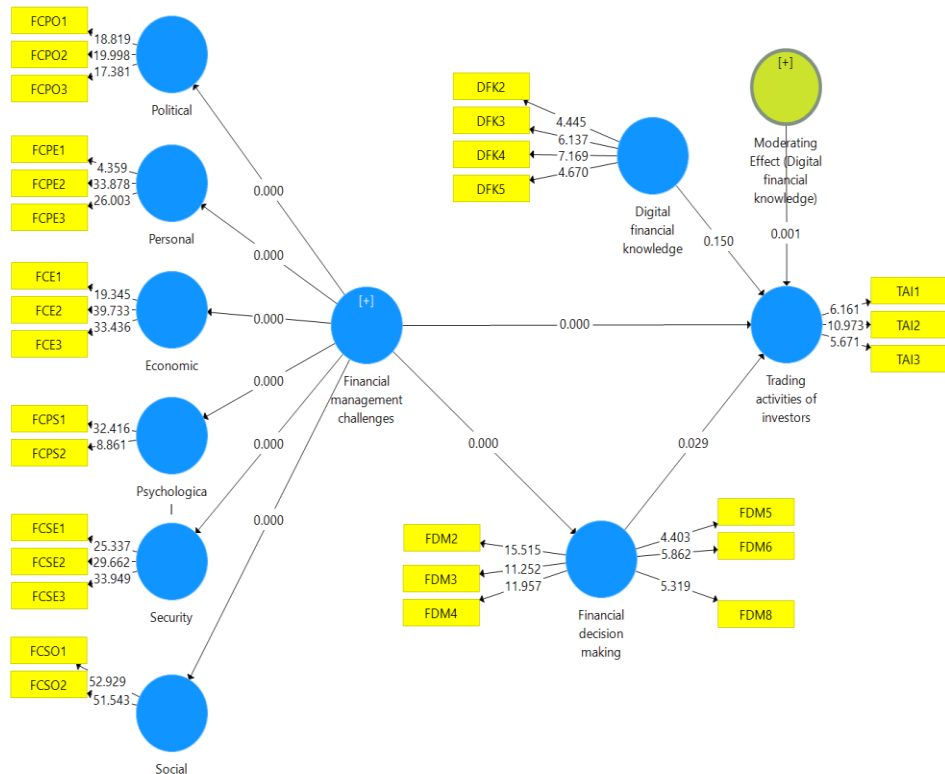 FCPO1
18.819
FCPO2
19.998
17.381
FCPO3
Political
FCPE1
4.359
FCPE2
33.878
26.003
FCPE3
Personal
FCE1
19.345
FCE2
39.733
33.436
FCE3
Economic
FCPS1
32.416
FCPS2
8.861
Psychologica
l
FCSE1
25.337
FCSE2
29.662
33.949
FCSE3
Security
FCSO1
52.929
FCSO2
51.543
Social
0.000
0.000
0.000
0.000
0.000
0.000
[+]
Financial
management
challenges
0.000
0.000
DFK2
4.445
DFK3
6.137
DFK4
7.169
DFK5
4.670
Digital
financial
knowledge
0.150
[+]
Moderating
Effect (Digital
financial
knowledge)
0.001
TAI1
6.161
TAI2
10.973
5.671
TAI3
Trading
activities of
investors
0.029
FDM2
15.515
FDM3
11.252
11.957
FDM4
FDM5
4.403
FDM6
5.862
5.319
FDM8
Financial
decision
making